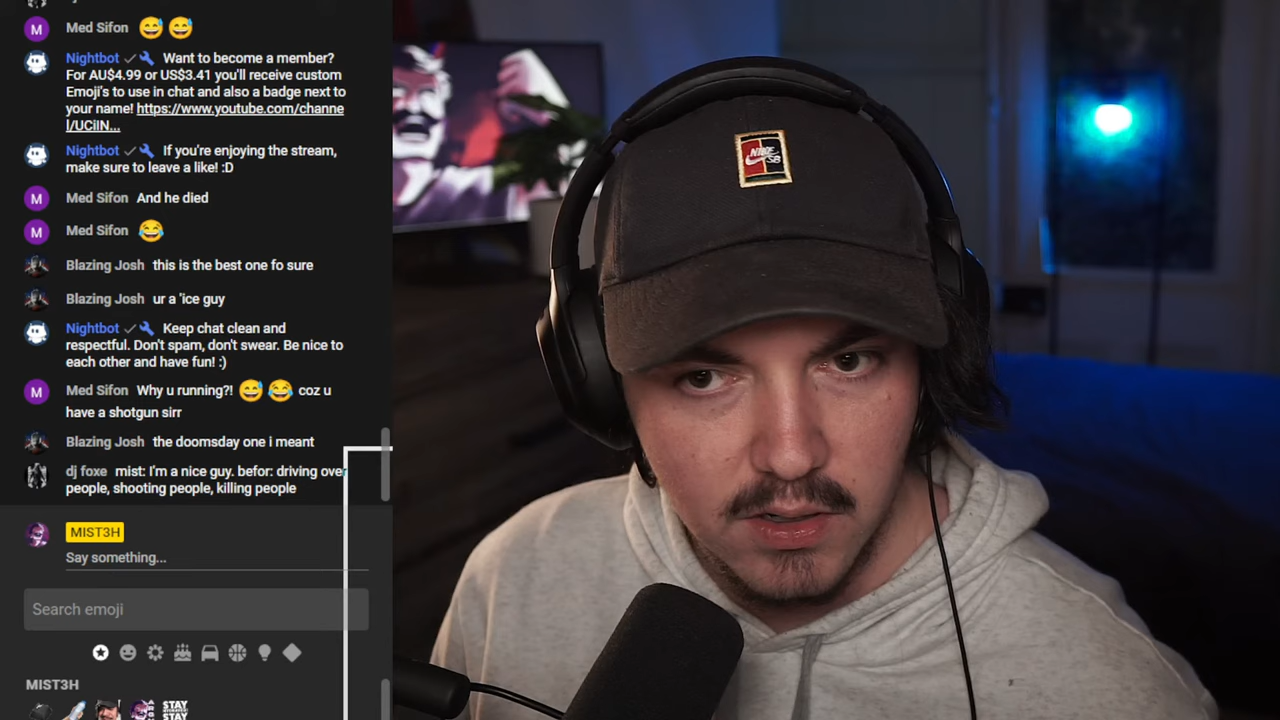 Med Sifon 😅 😅
Nightbot Want to become a member?
For AU$4.99 or US$3.41 you'll receive custom
Emoji's to use in chat and also a badge next to
your name! https://www.youtube.com/channe
l/UCiIN...
Nightbot If you're enjoying the stream,
make sure to leave a like! :D
M Med Sifon And he died
M Med Sifon 😂
Blazing Josh this is the best one fo sure
Blazing Josh ur a 'ice guy
Nightbot Keep chat clean and
respectful. Don't spam, don't swear. Be nice to
each other and have fun! :)
M Med Sifon Why u running?! 😅 😂 coz u
have a shotgun sirr
Blazing Josh the doomsday one i meant
dj foxe mist: I'm a nice guy. befor: driving over
people, shooting people, killing people
MIST3H
Say something...
Search emoji
MIST3H
STAY
STAY
NIKE
SB